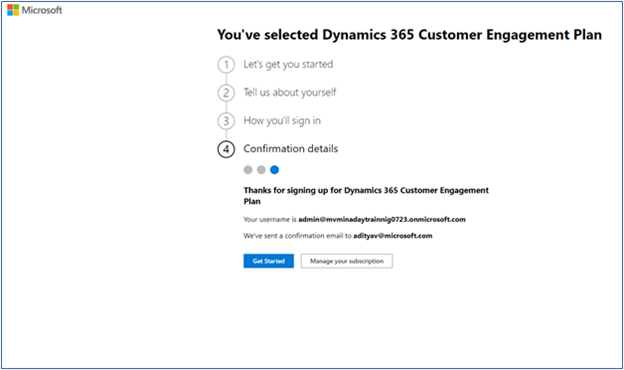 Microsoft
You've selected Dynamics 365 Customer Engagement Plan
1 Let's get you started
2 Tell us about yourself
3 How you'll sign in
4 Confirmation details
Thanks for signing up for Dynamics 365 Customer Engagement
Plan
Your username is admin@mvminadaytrainnig0723.onmicrosoft.com
We've sent a confirmation email to adityav@microsoft.com
Get Started Manage your subscription